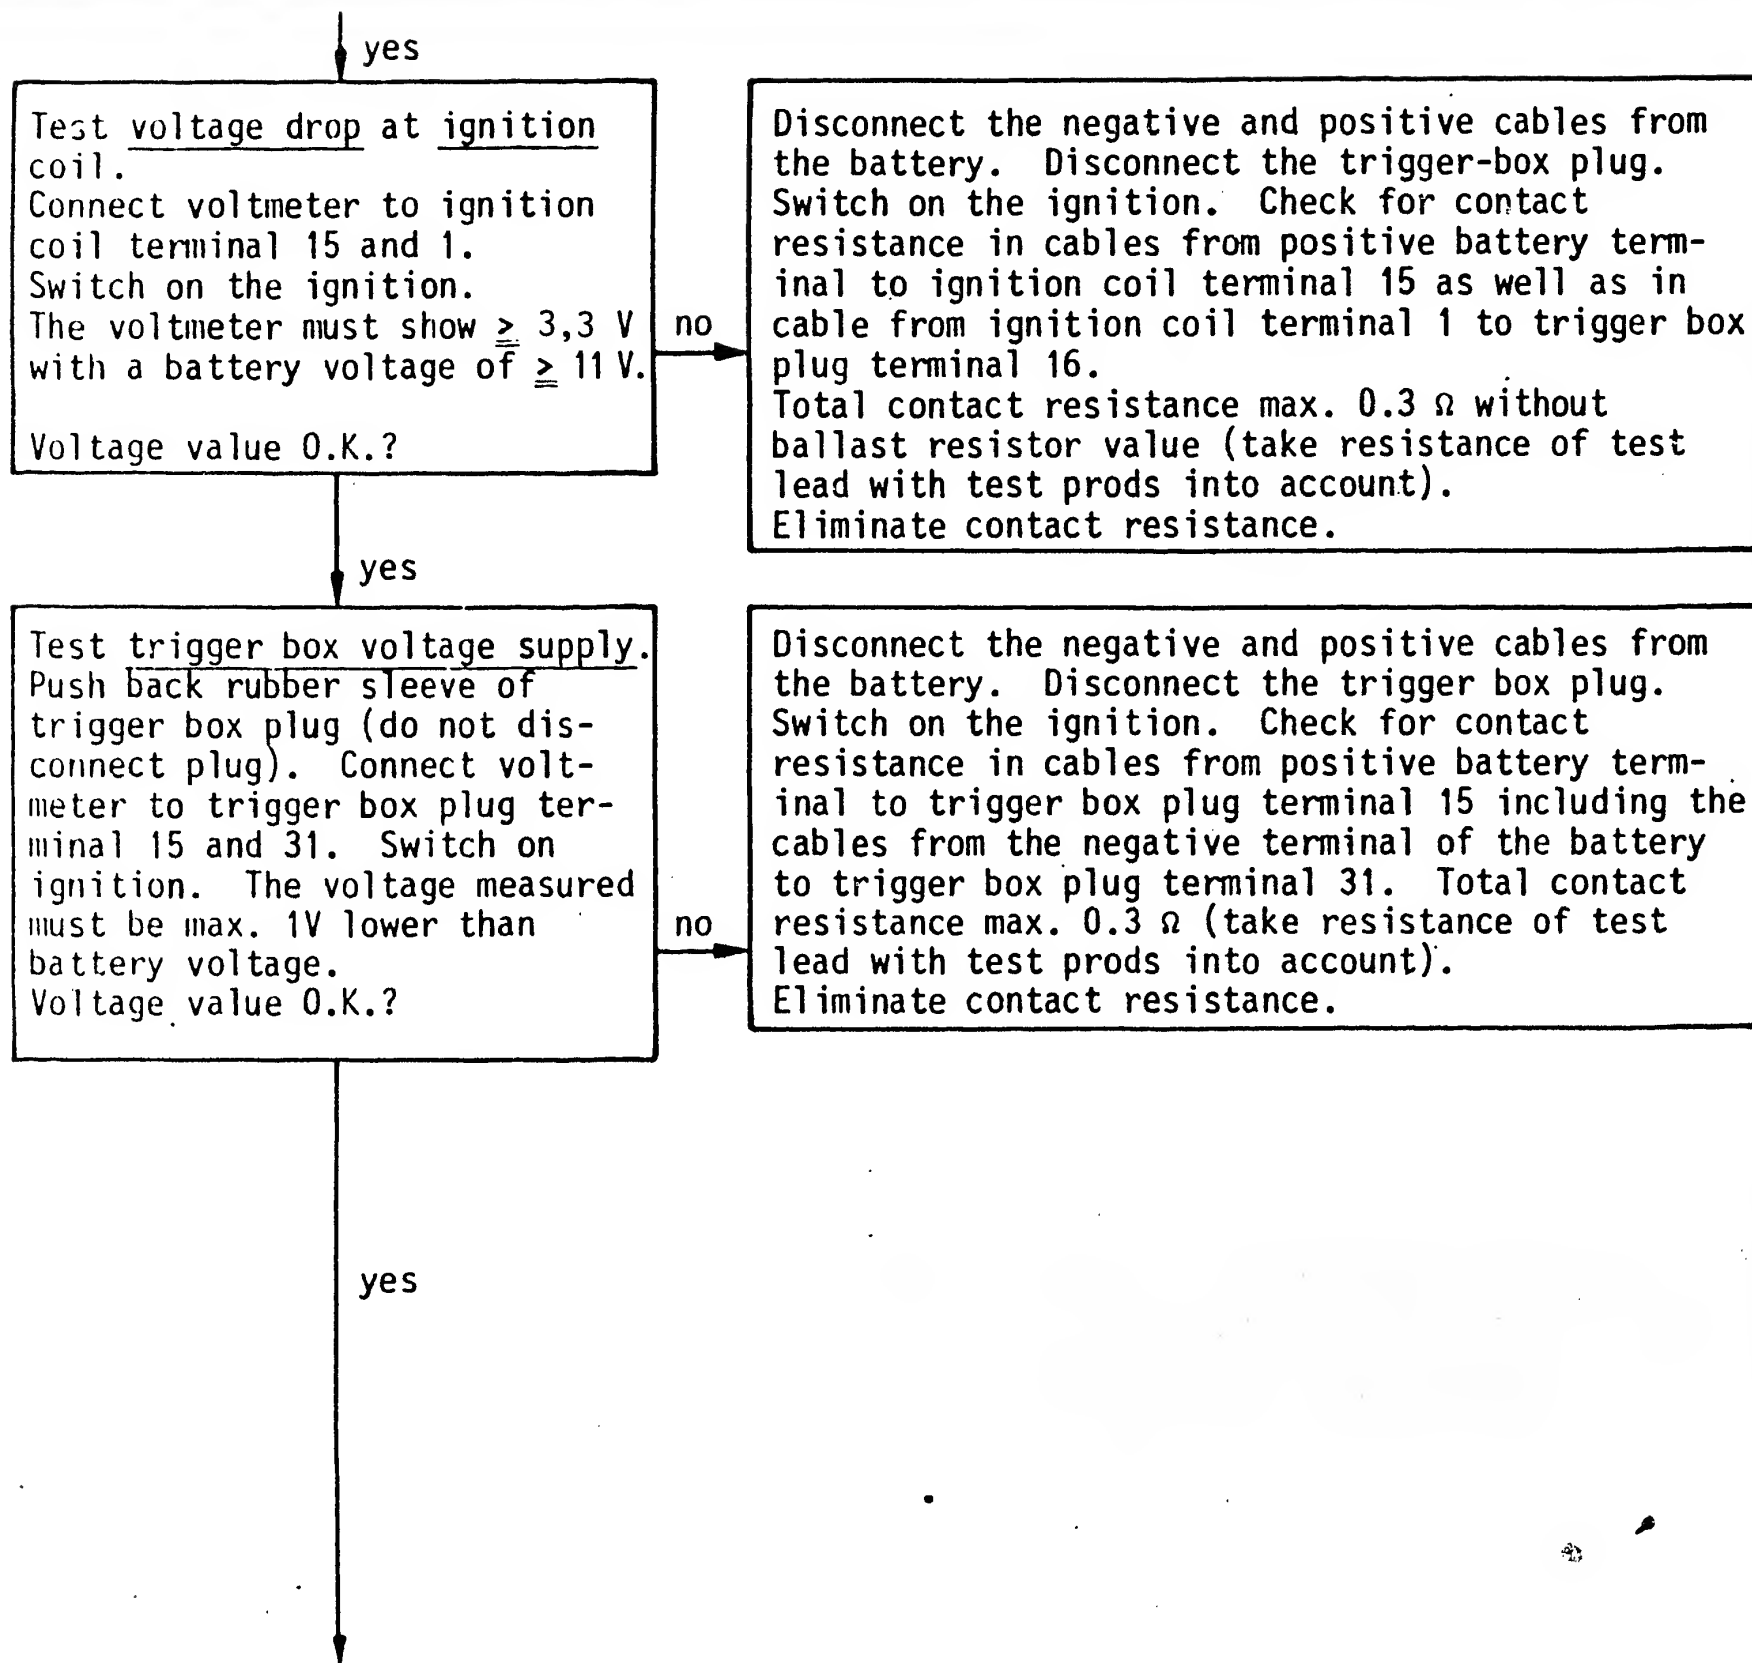 yes
Test voltage drop at ignition
coil.
Connect voltmeter to ignition
coil terminal 15 and 1.
Switch on the ignition.
The voltmeter must show ≥ 3,3 V
with a battery voltage of ≥ 11 V.
Voltage value O.K.?
no
Disconnect the negative and positive cables from
the battery. Disconnect the trigger-box plug.
Switch on the ignition. Check for contact
resistance in cables from positive battery term-
inal to ignition coil terminal 15 as well as in
cable from ignition coil terminal 1 to trigger box
plug terminal 16.
Total contact resistance max. 0.3 Ω without
ballast resistor value (take resistance of test
lead with test prods into account).
Eliminate contact resistance.
yes
Test trigger box voltage supply.
Push back rubber sleeve of
trigger box plug (do not dis-
connect plug). Connect volt-
meter to trigger box plug ter-
minal 15 and 31. Switch on
ignition. The voltage measured
must be max. 1V lower than
battery voltage.
Voltage value O.K.?
no
Disconnect the negative and positive cables from
the battery. Disconnect the trigger box plug.
Switch on the ignition. Check for contact
resistance in cables from positive battery term-
inal to trigger box plug terminal 15 including the
cables from the negative terminal of the battery
to trigger box plug terminal 31. Total contact
resistance max. 0.3 Ω (take resistance of test
lead with test prods into account).
Eliminate contact resistance.
yes